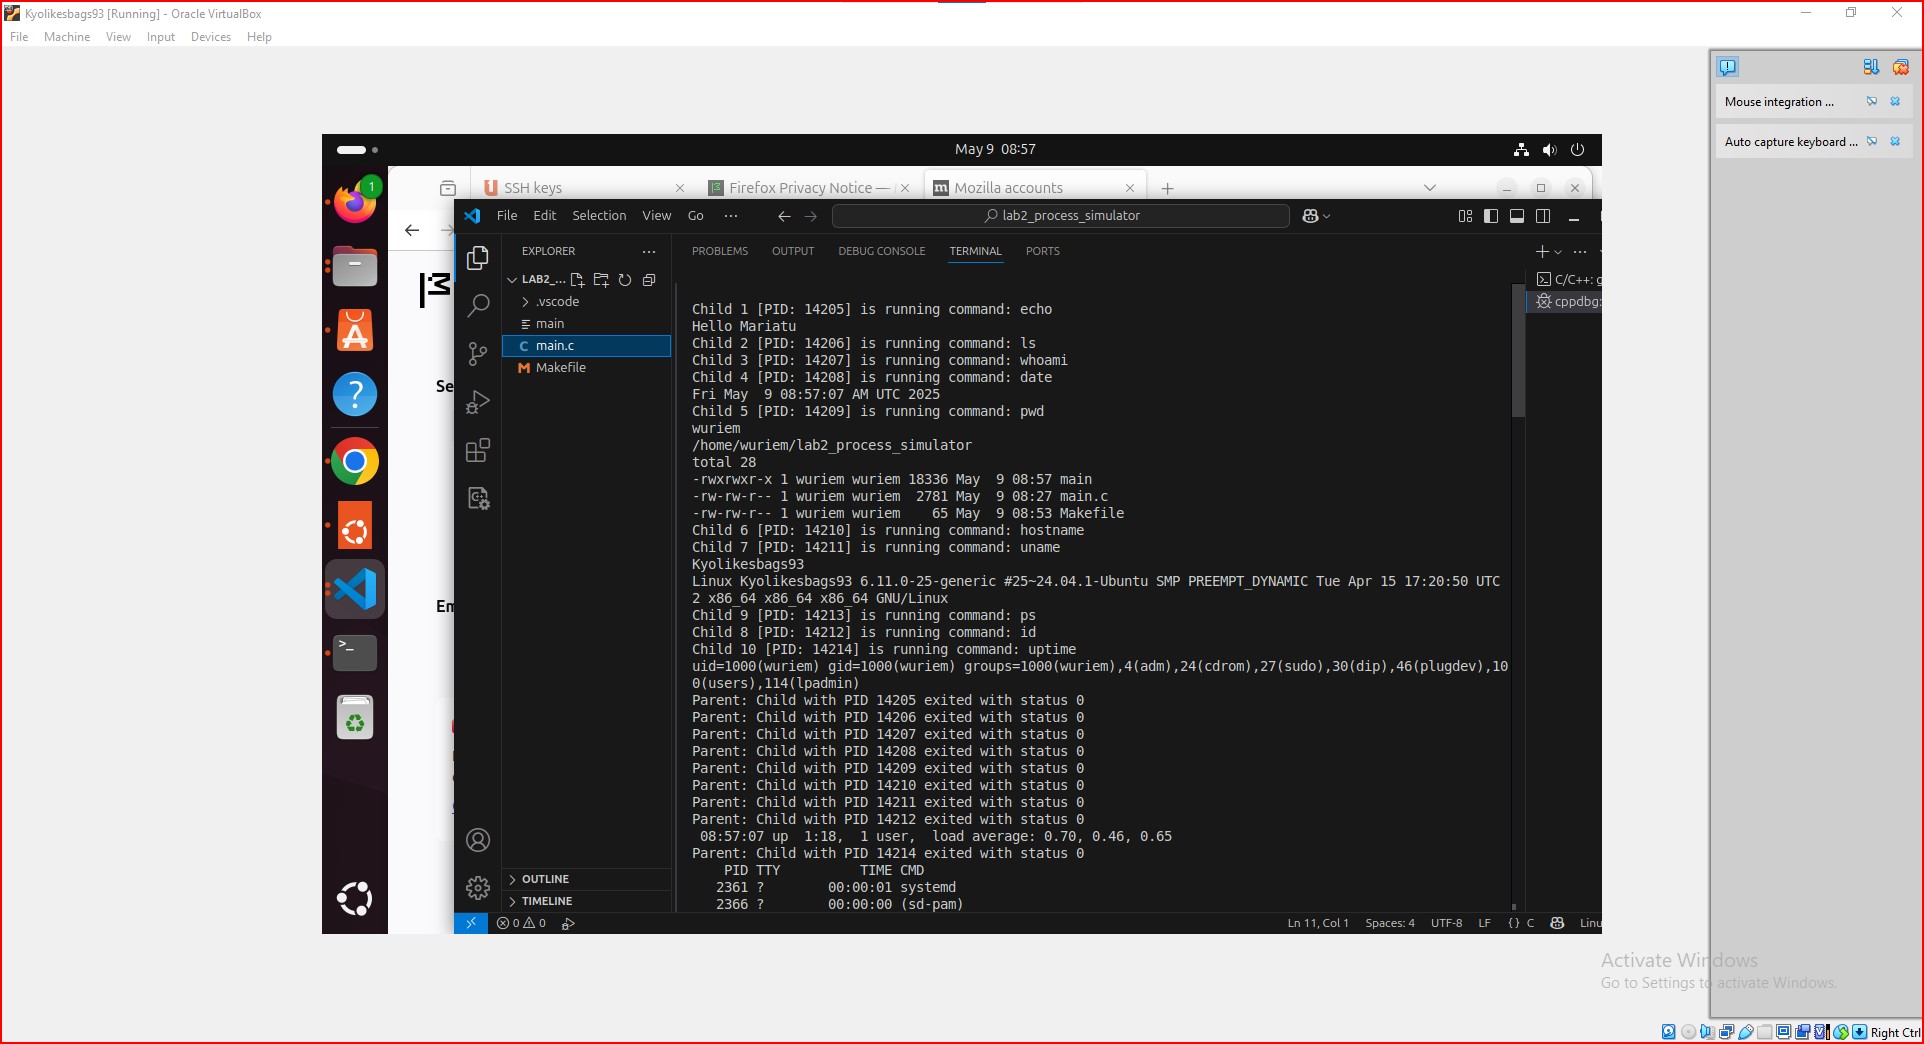 Kyolikesbags93 [Running] - Oracle VirtualBox
File Machine View Input Devices Help
Mouse integration ...
Auto capture keyboard ...
May 9 08:57
1
SSH keys
Firefox Privacy Notice —
Mozilla accounts
File Edit Selection View Go ...
lab2_process_simulator
EXPLORER
PROBLEMS OUTPUT DEBUG CONSOLE TERMINAL PORTS
LAB2_...
.vscode
main
main.c
Makefile
OUTLINE
TIMELINE
C/C++: g
cppdbg:
Se
Em
Child 1 [PID: 14205] is running command: echo
Hello Mariatu
Child 2 [PID: 14206] is running command: ls
Child 3 [PID: 14207] is running command: whoami
Child 4 [PID: 14208] is running command: date
Fri May  9 08:57:07 AM UTC 2025
Child 5 [PID: 14209] is running command: pwd
wuriem
/home/wuriem/lab2_process_simulator
total 28
-rwxrwxr-x 1 wuriem wuriem 18336 May  9 08:57 main
-rw-rw-r-- 1 wuriem wuriem  2781 May  9 08:27 main.c
-rw-rw-r-- 1 wuriem wuriem    65 May  9 08:53 Makefile
Child 6 [PID: 14210] is running command: hostname
Child 7 [PID: 14211] is running command: uname
Kyolikesbags93
Linux Kyolikesbags93 6.11.0-25-generic #25~24.04.1-Ubuntu SMP PREEMPT_DYNAMIC Tue Apr 15 17:20:50 UTC
2 x86_64 x86_64 x86_64 GNU/Linux
Child 9 [PID: 14213] is running command: ps
Child 8 [PID: 14212] is running command: id
Child 10 [PID: 14214] is running command: uptime
uid=1000(wuriem) gid=1000(wuriem) groups=1000(wuriem),4(adm),24(cdrom),27(sudo),30(dip),46(plugdev),10
0(users),114(lpadmin)
Parent: Child with PID 14205 exited with status 0
Parent: Child with PID 14206 exited with status 0
Parent: Child with PID 14207 exited with status 0
Parent: Child with PID 14208 exited with status 0
Parent: Child with PID 14209 exited with status 0
Parent: Child with PID 14210 exited with status 0
Parent: Child with PID 14211 exited with status 0
Parent: Child with PID 14212 exited with status 0
08:57:07 up  1:18,  1 user,  load average: 0.70, 0.46, 0.65
Parent: Child with PID 14214 exited with status 0
PID TTY          TIME CMD
2361 ?        00:00:01 systemd
2366 ?        00:00:00 (sd-pam)
0 0
Ln 11, Col 1 Spaces: 4 UTF-8 LF {} C Linu
Activate Windows
Go to Settings to activate Windows.
Right Ctrl